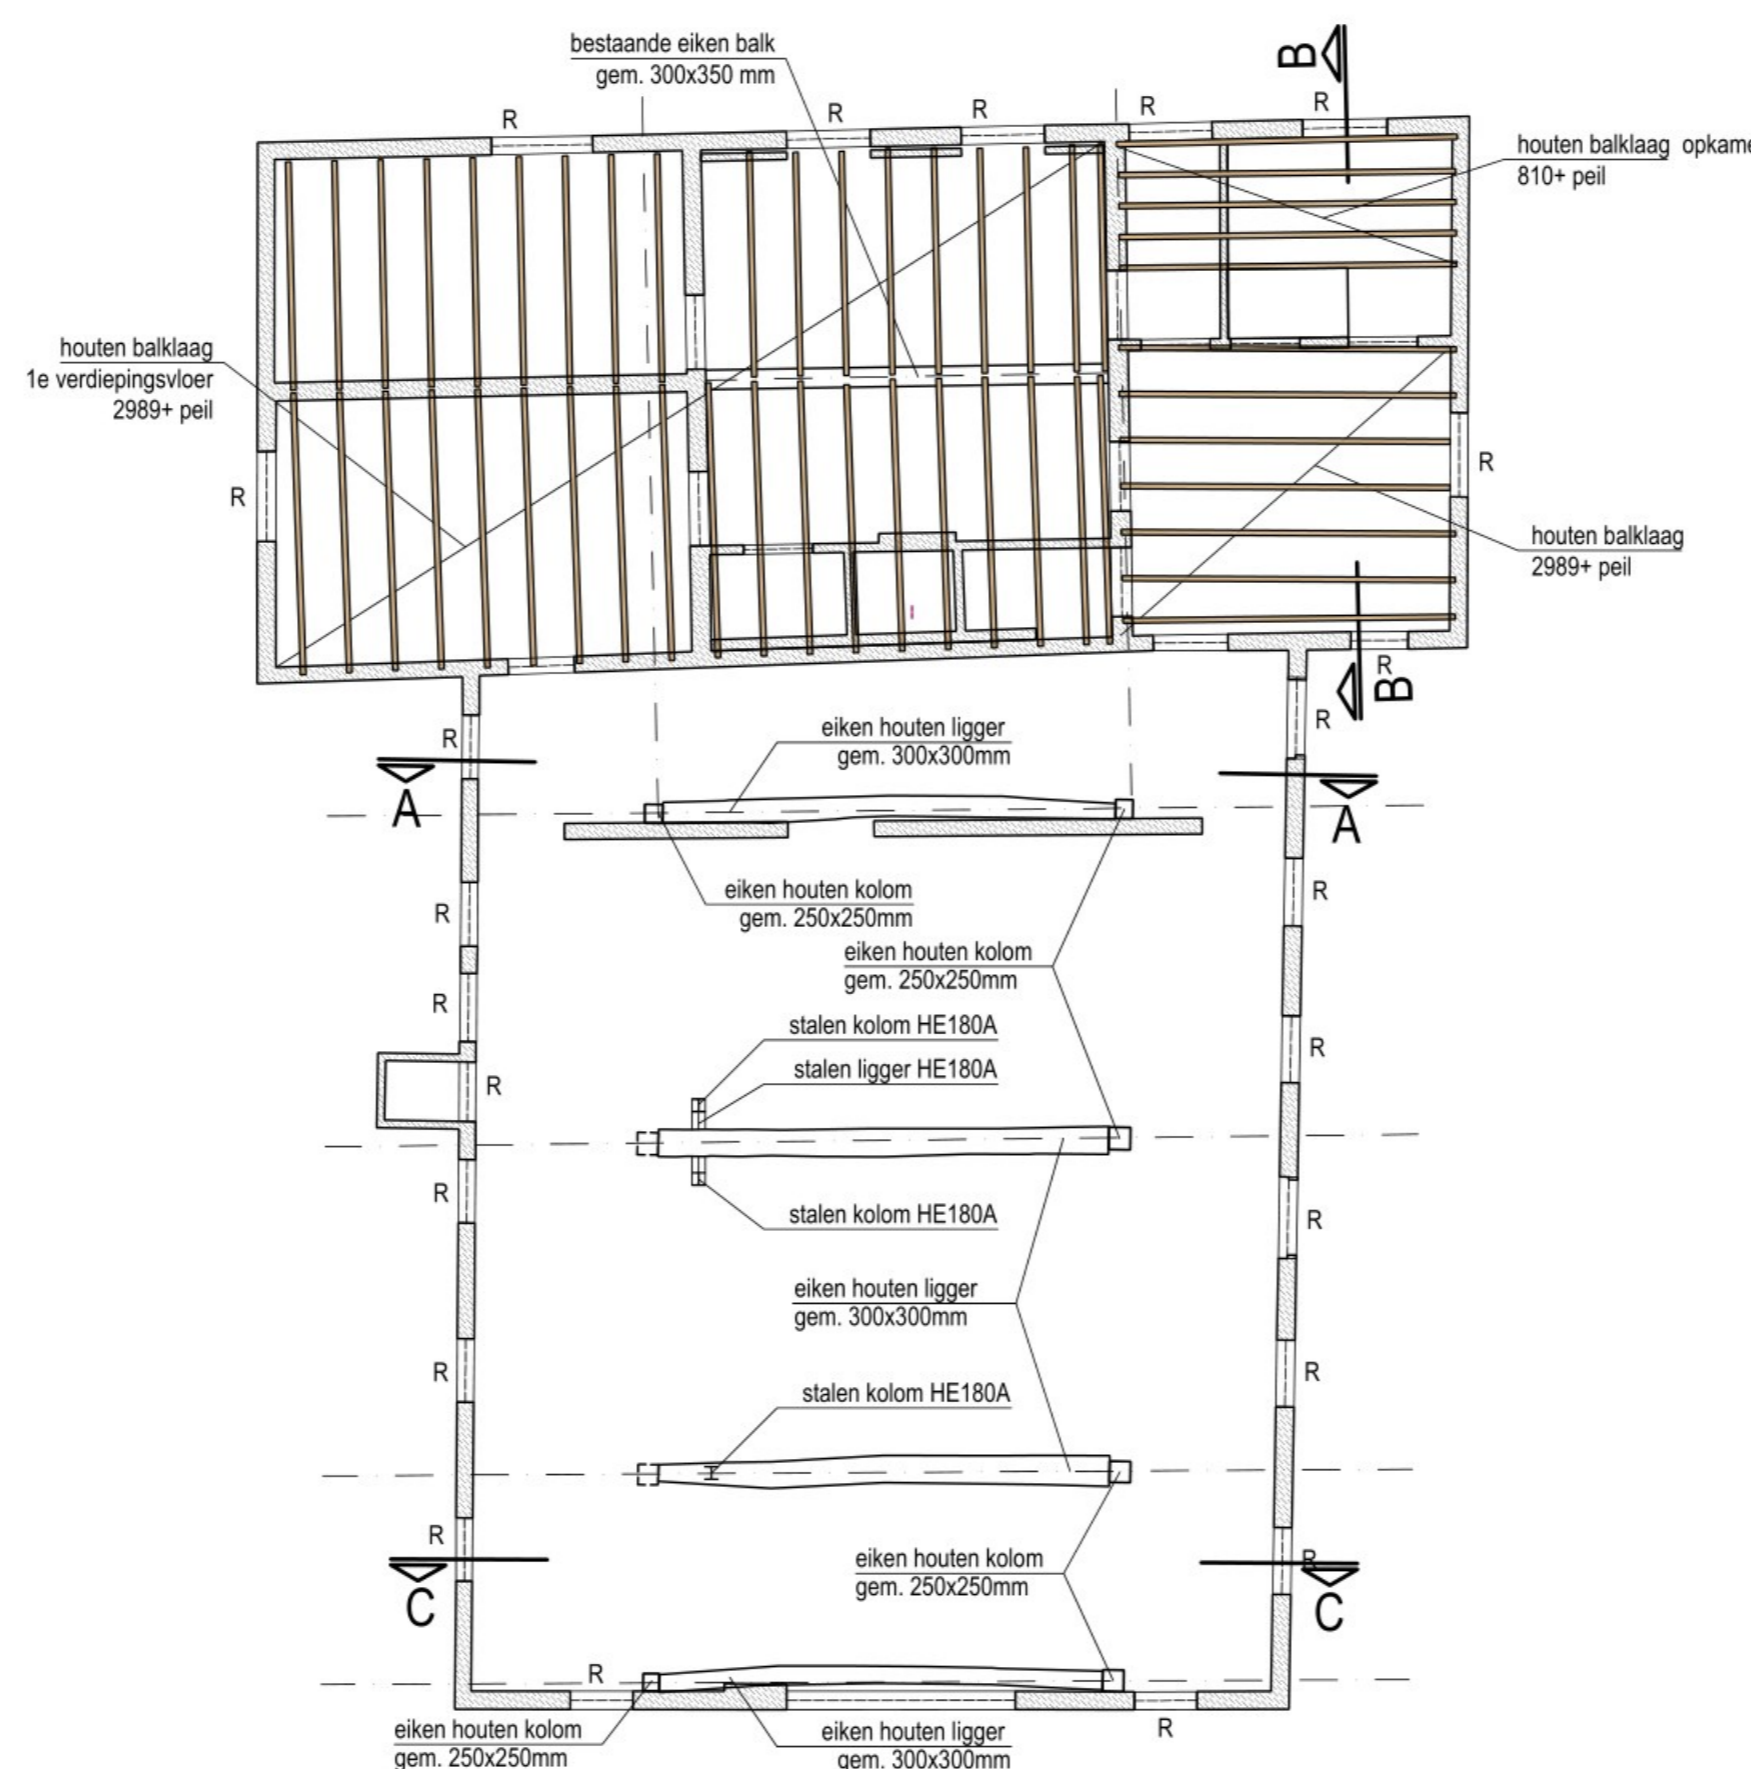 bestaande eiken balk
gem. 300x350 mm
B
R
R
R
R
R
houten balklaag opkame
810+ peil
houten balklaag
1e verdiepingsvloer
2989+ peil
R
R
houten balklaag
2989+ peil
R
B
R
R
eiken houten ligger
gem. 300x300mm
A
A
eiken houten kolom
gem. 250x250mm
R
R
eiken houten kolom
gem. 250x250mm
R
stalen kolom HE180A
R
stalen ligger HE180A
R
R
stalen kolom HE180A
R
eiken houten ligger
gem. 300x300mm
R
R
stalen kolom HE180A
R
R
eiken houten kolom
gem. 250x250mm
C
C
R
eiken houten kolom
gem. 250x250mm
eiken houten ligger
gem. 300x300mm
R